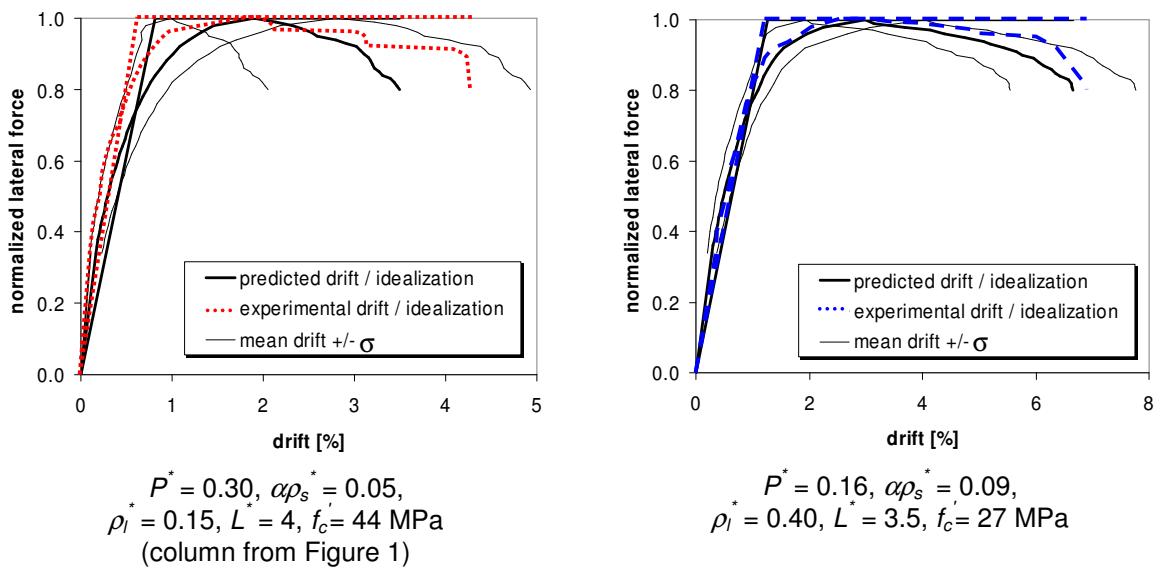 normalized lateral force
1.0
0.8
0.6
0.4
0.2
0.0
0 1 2 3 4 5
drift [%]
predicted drift / idealization
experimental drift / idealization
mean drift +/- σ
P* = 0.30, αρs* = 0.05,
ρl* = 0.15, L* = 4, fc' = 44 MPa
(column from Figure 1)
normalized lateral force
1.0
0.8
0.6
0.4
0.2
0.0
0 2 4 6 8
drift [%]
predicted drift / idealization
experimental drift / idealization
mean drift +/- σ
P* = 0.16, αρs* = 0.09,
ρl* = 0.40, L* = 3.5, fc' = 27 MPa